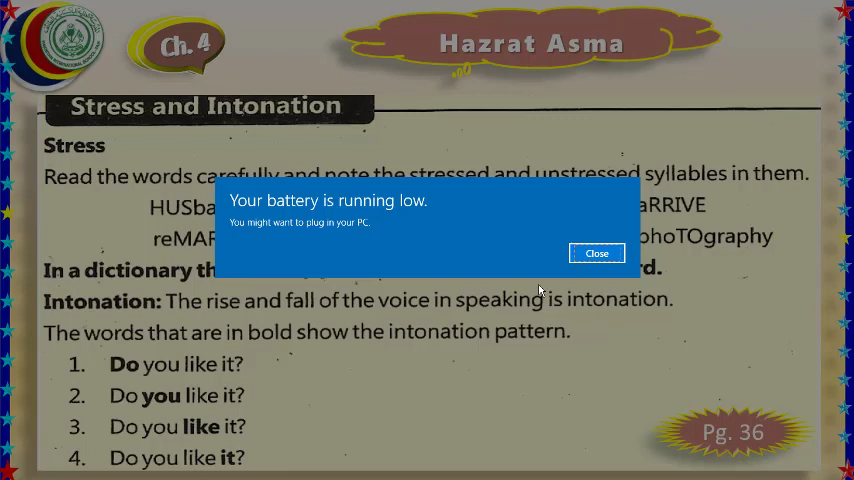 Ch. 4
Hazrat Asma
Stress and Intonation
Stress
Read the words carefully and note the stressed and unstressed syllables in them.
HUSba aRRIVE
reMAR phoTOgraphy
In a dictionary th rd.
Your battery is running low.
You might want to plug in your PC.
Close
Intonation: The rise and fall of the voice in speaking is intonation.
The words that are in bold show the intonation pattern.
1. Do you like it?
2. Do you like it?
3. Do you like it?
4. Do you like it?
Pg. 36